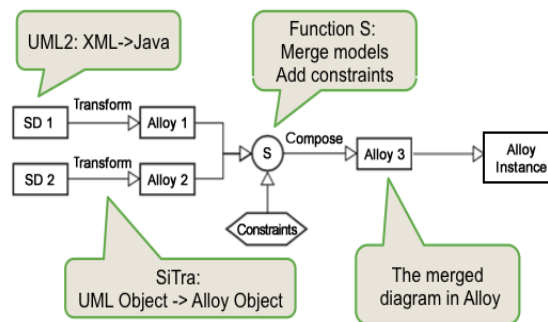 UML2: XML->Java
Function S:
Merge models
Add constraints
SD 1
Transform
Alloy 1
S
Compose
Alloy 3
Alloy
Instance
SD 2
Transform
Alloy 2
Constraints
SiTra:
UML Object -> Alloy Object
The merged
diagram in Alloy